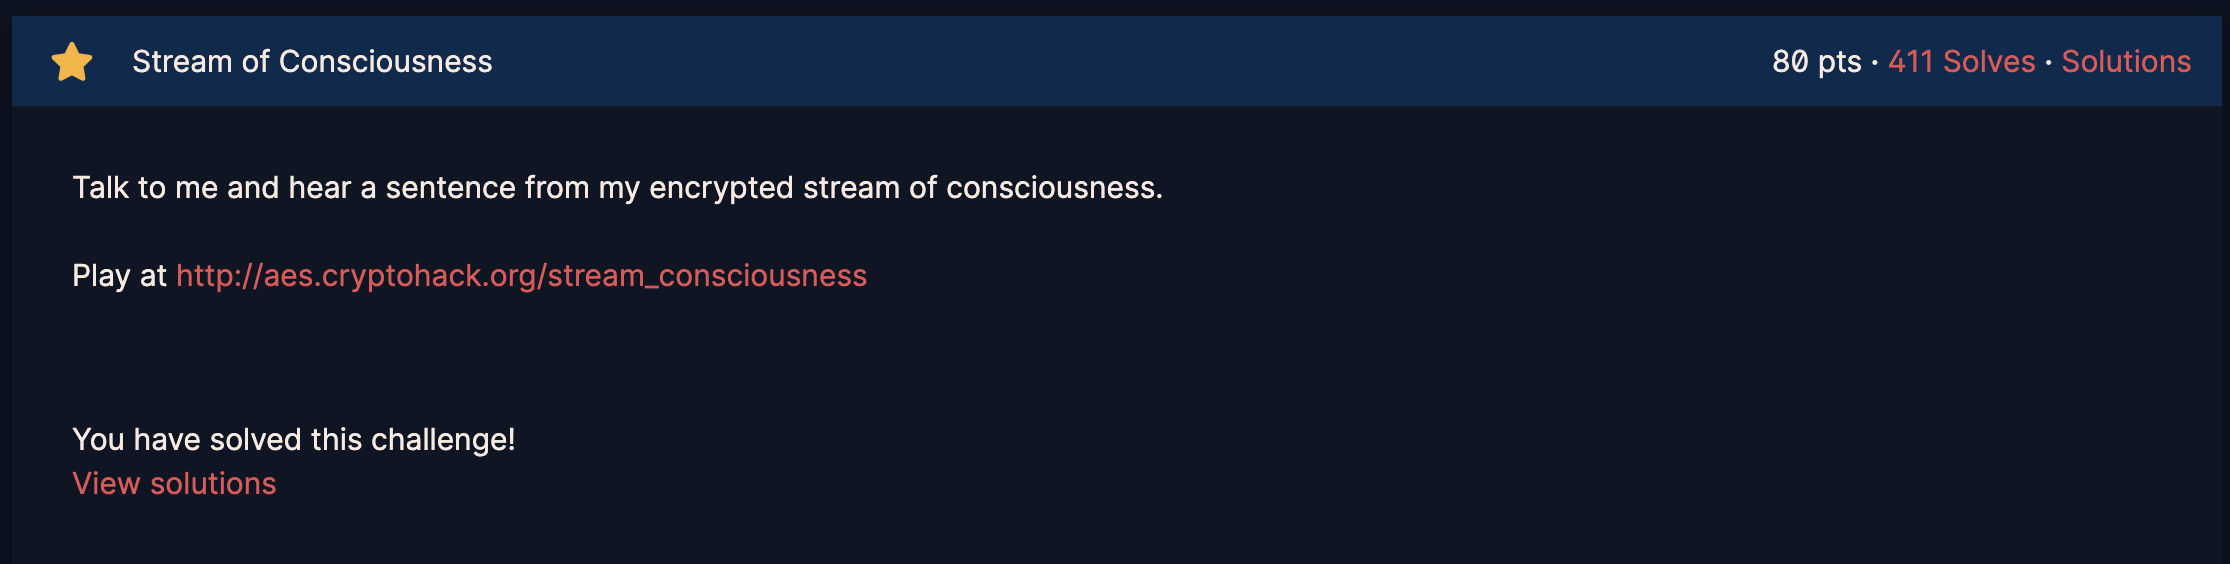 Stream of Consciousness
80 pts · 411 Solves · Solutions
Talk to me and hear a sentence from my encrypted stream of consciousness.
Play at http://aes.cryptohack.org/stream_consciousness
You have solved this challenge!
View solutions